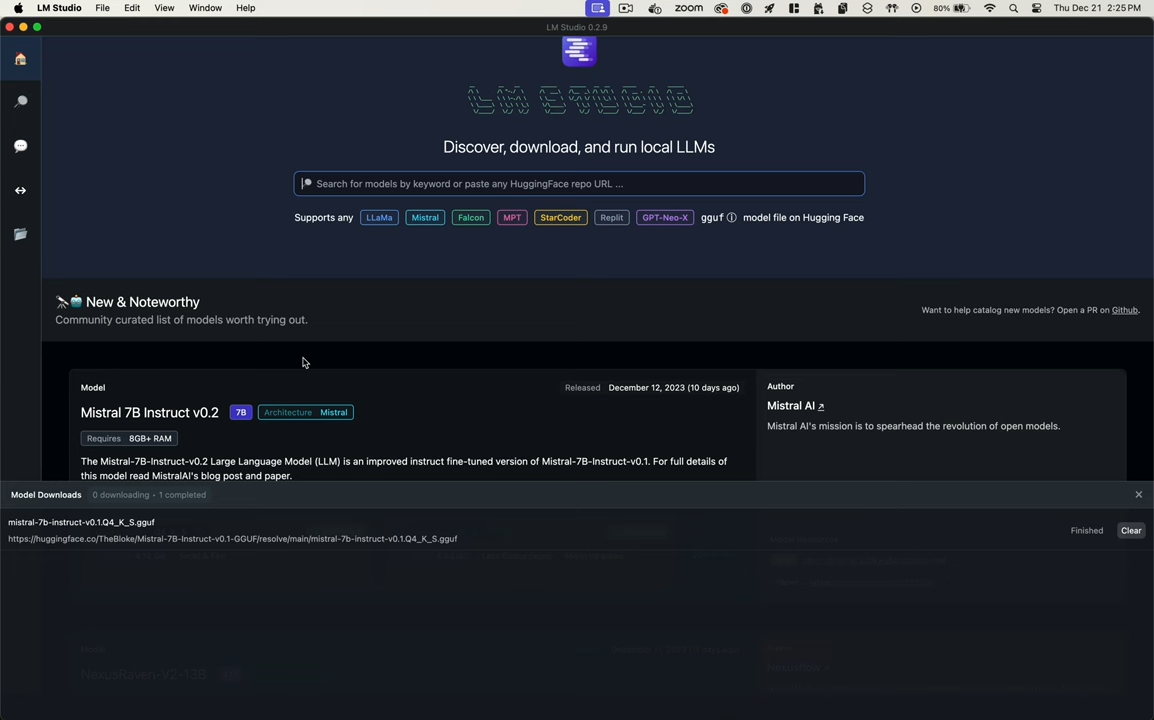 LM Studio File Edit View Window Help zoom 80% Thu Dec 21 2:25 PM
LM Studio 0.2.9
LM STUDIO
Discover, download, and run local LLMs
Search for models by keyword or paste any HuggingFace repo URL ...
Supports any LLaMa Mistral Falcon MPT StarCoder Replit GPT-Neo-X gguf ⓘ model file on Hugging Face
New & Noteworthy
Community curated list of models worth trying out.
Want to help catalog new models? Open a PR on Github.
Model
Released December 12, 2023 (10 days ago)
Mistral 7B Instruct v0.2 7B Architecture Mistral
Requires 8GB+ RAM
The Mistral-7B-Instruct-v0.2 Large Language Model (LLM) is an improved instruct fine-tuned version of Mistral-7B-Instruct-v0.1. For full details of
this model read MistralAI's blog post and paper.
Author
Mistral AI ↗
Mistral AI's mission is to spearhead the revolution of open models.
Model Downloads 0 downloading • 1 completed
mistral-7b-instruct-v0.1.Q4_K_S.gguf
https://huggingface.co/TheBloke/Mistral-7B-Instruct-v0.1-GGUF/resolve/main/mistral-7b-instruct-v0.1.Q4_K_S.gguf
Finished Clear
NexusRaven-V2-13B